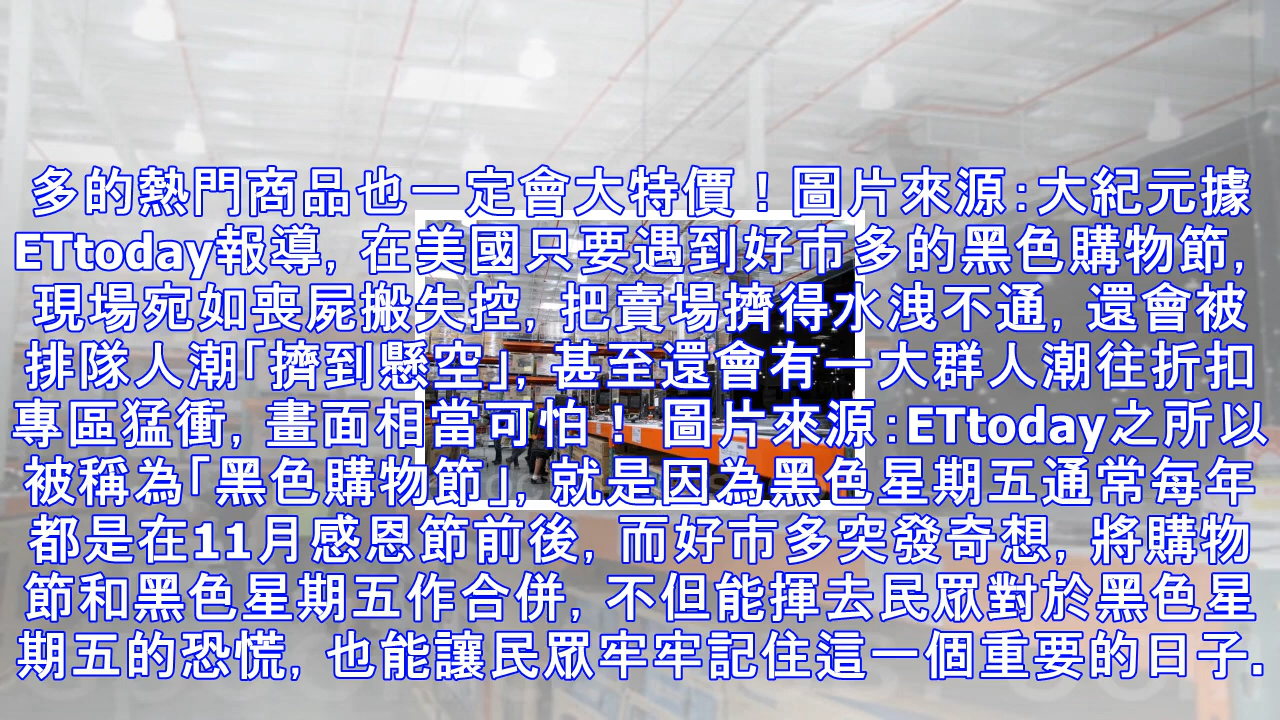 多的熱門商品也一定會大特價！圖片來源：大紀元據
ETtoday報導，在美國只要遇到好市多的黑色購物節，
現場宛如喪屍搬失控，把賣場擠得水洩不通，還會被
排隊人潮「擠到懸空」，甚至還會有一大群人潮往折扣
專區猛衝，畫面相當可怕！ 圖片來源：ETtoday之所以
被稱為「黑色購物節」，就是因為黑色星期五通常每年
都是在11月感恩節前後，而好市多突發奇想，將購物
節和黑色星期五作合併，不但能揮去民眾對於黑色星
期五的恐慌，也能讓民眾牢牢記住這一個重要的日子.